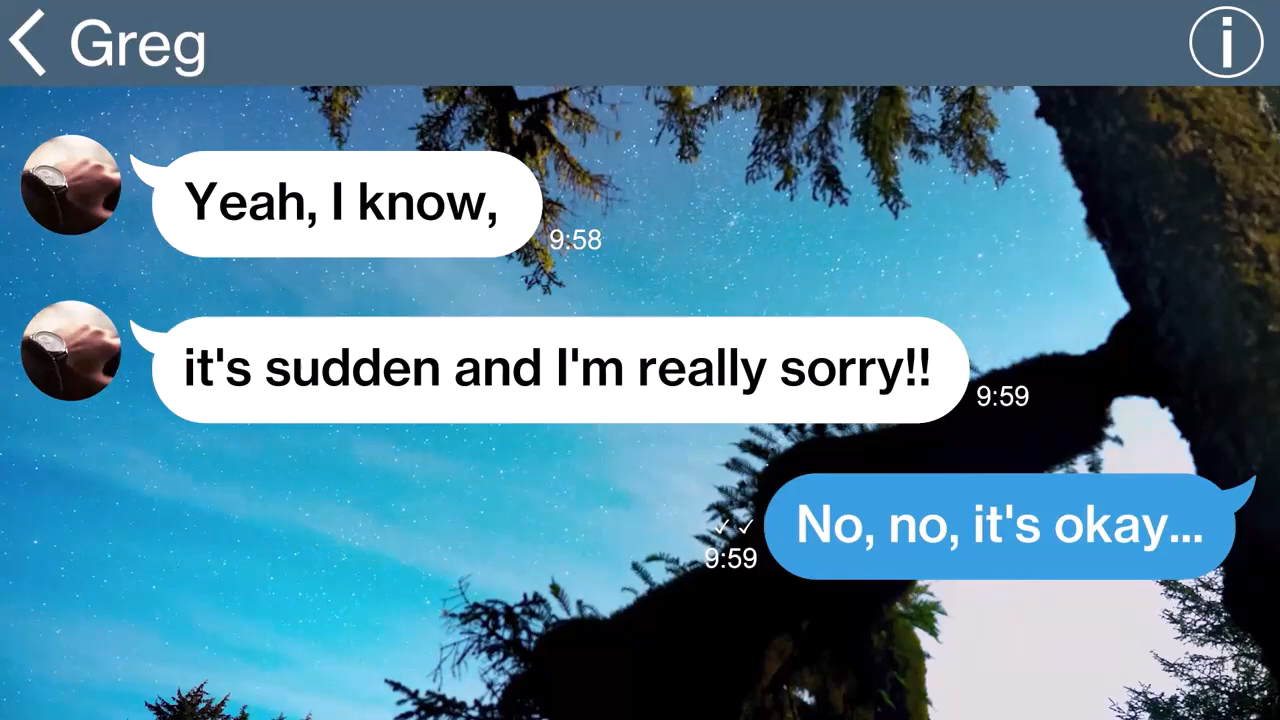 Greg
Yeah, I know,
9:58
it's sudden and I'm really sorry!!
9:59
No, no, it's okay...
9:59